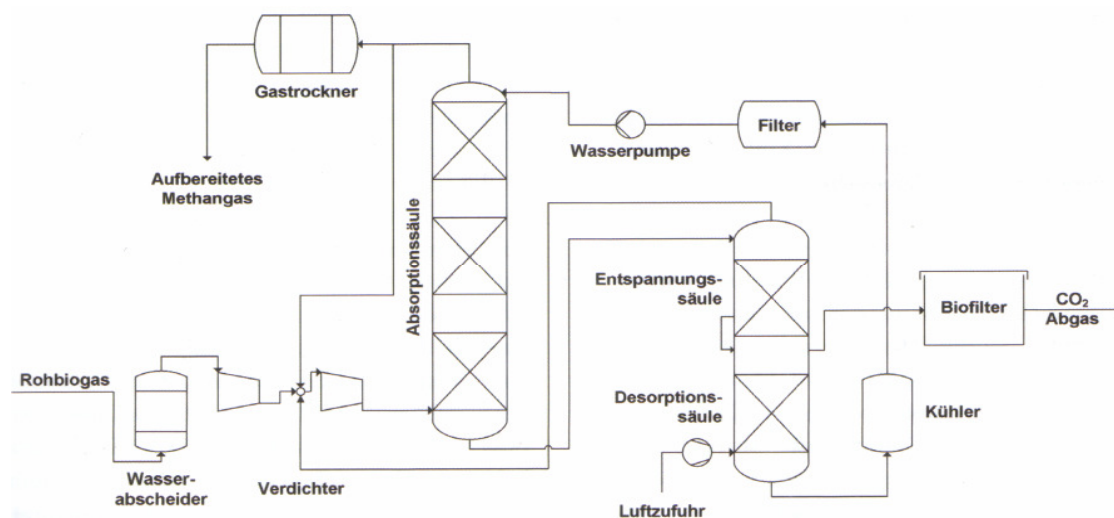 Gastrockner
Aufbereitetes
Methangas
Absorptionssäule
Wasserpumpe
Filter
Entspannungs-
säule
Biofilter
CO₂
Abgas
Rohbiogas
Desorptions-
säule
Kühler
Wasser-
abscheider
Verdichter
Luftzufuhr